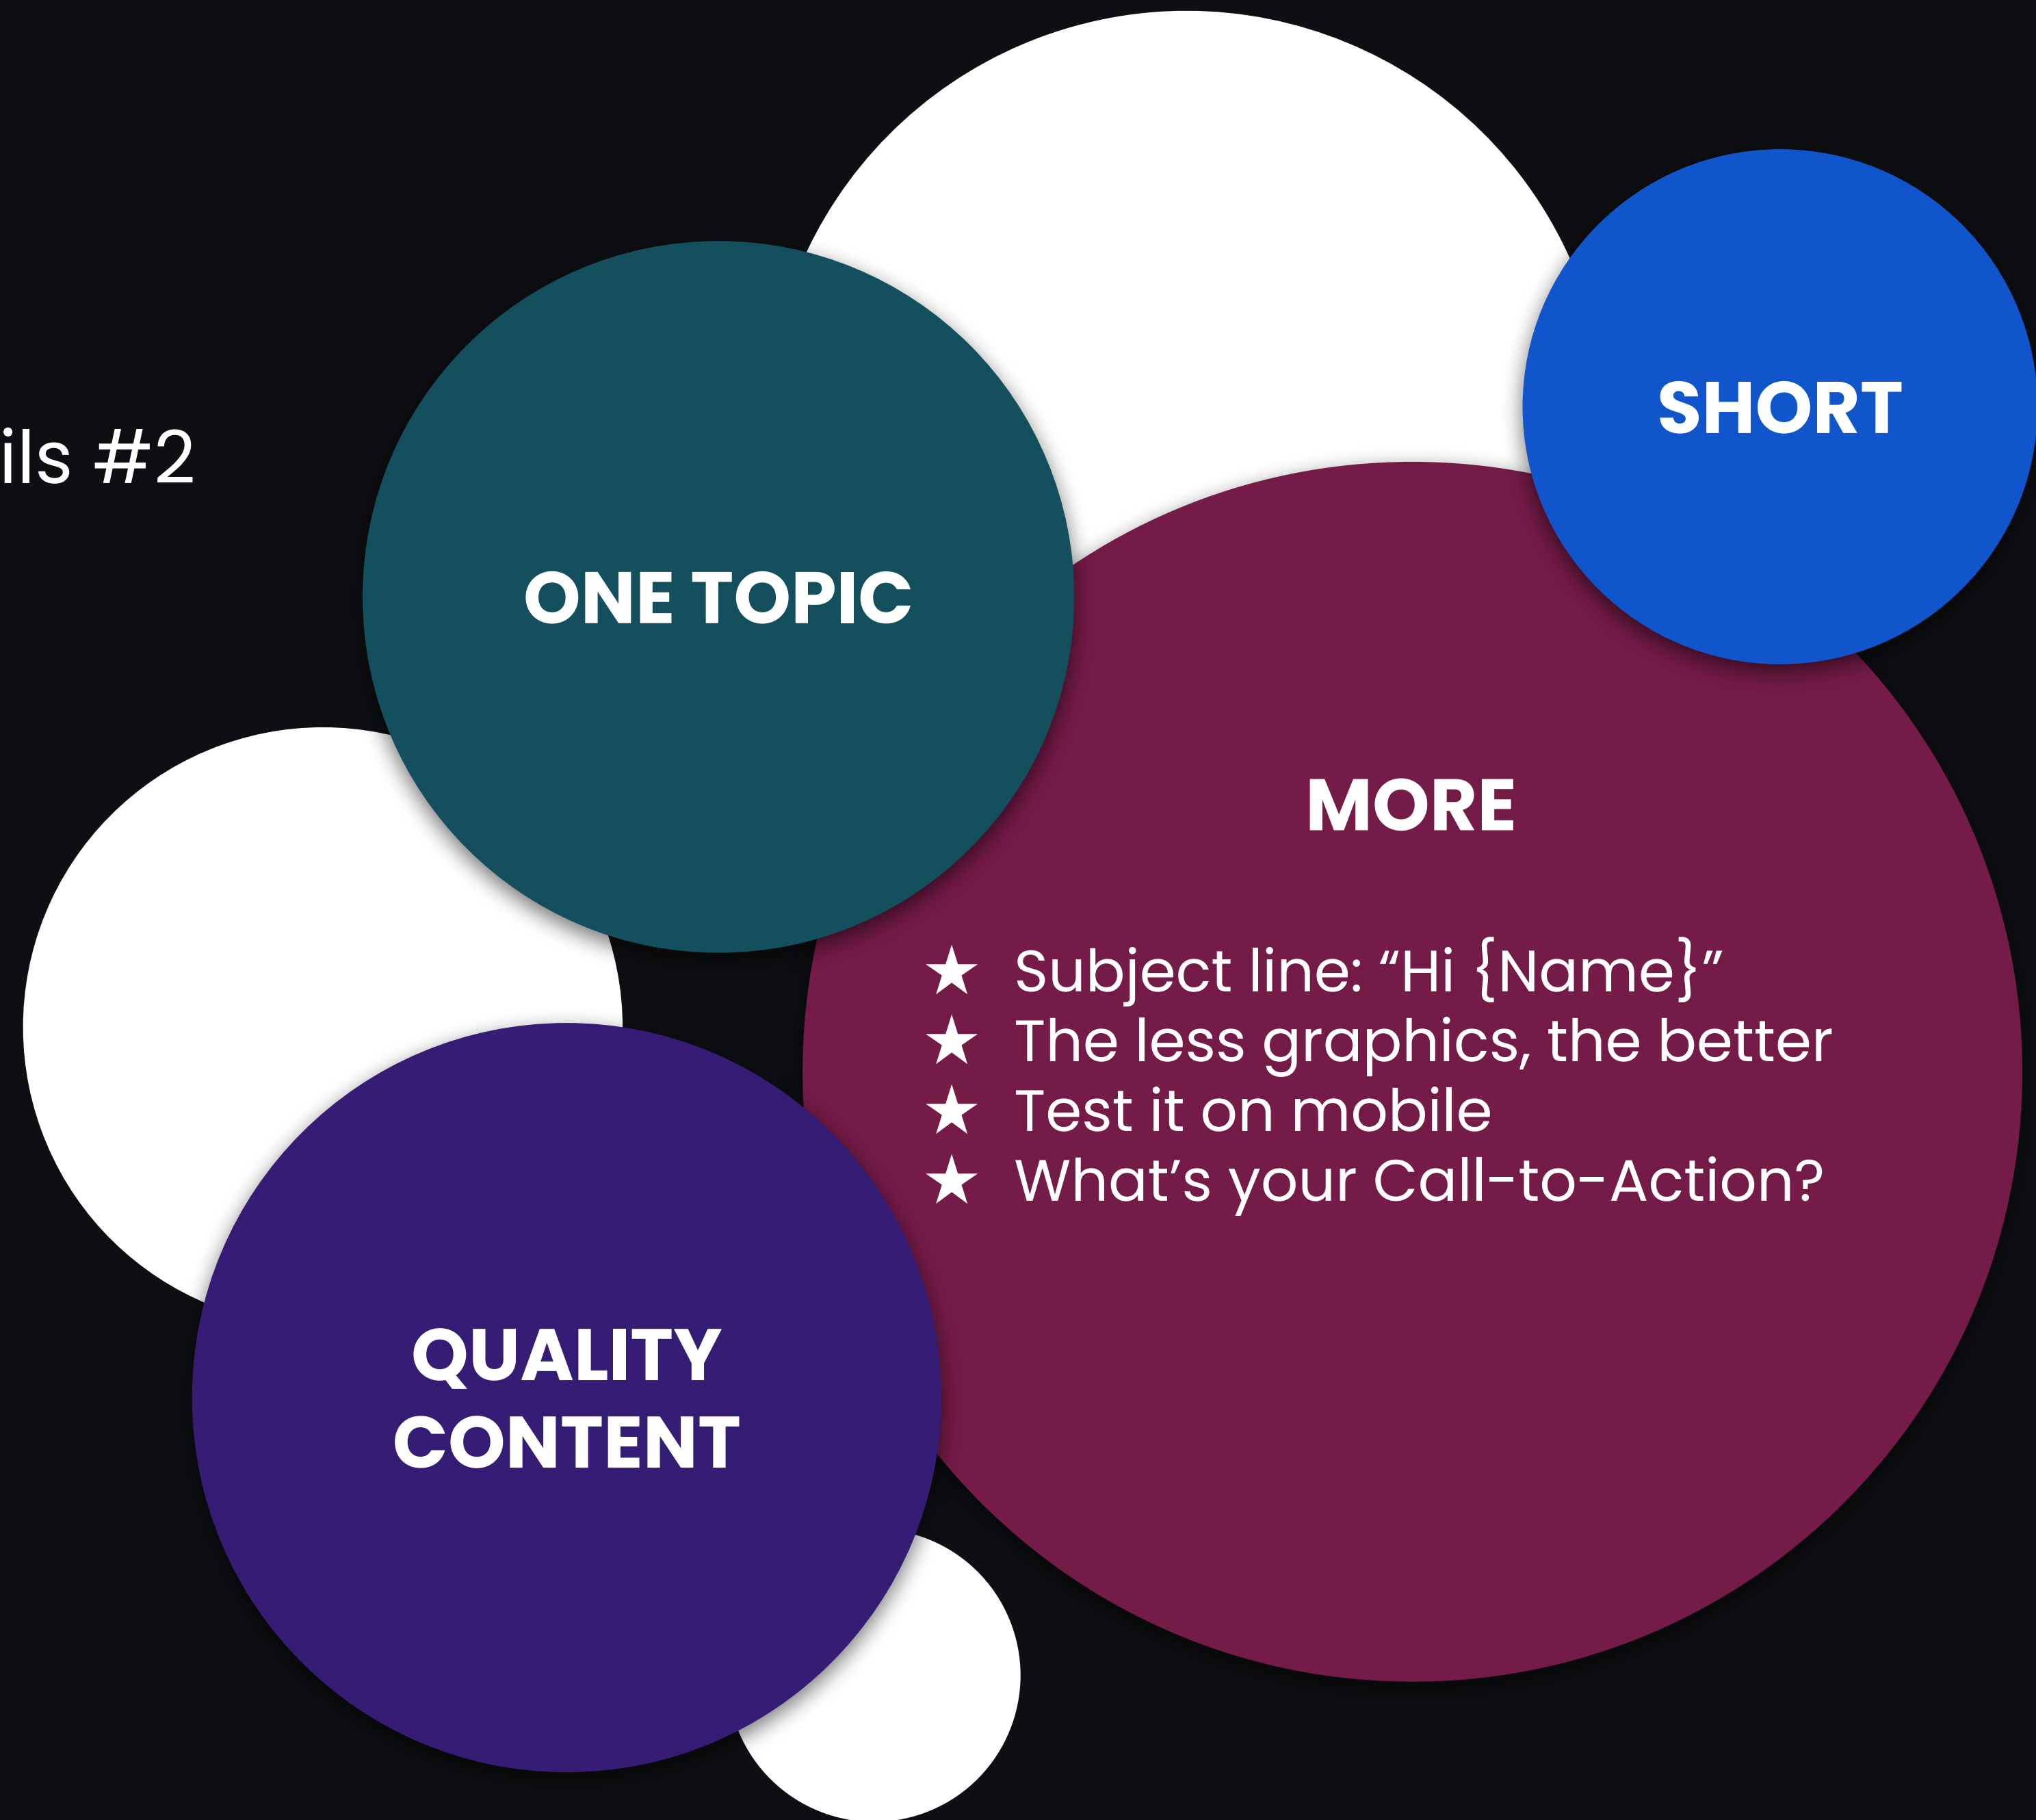 ils #2
SHORT
ONE TOPIC
MORE
★ Subject line: “Hi {Name}”
★ The less graphics, the better
★ Test it on mobile
★ What’s your Call-to-Action?
QUALITY
CONTENT